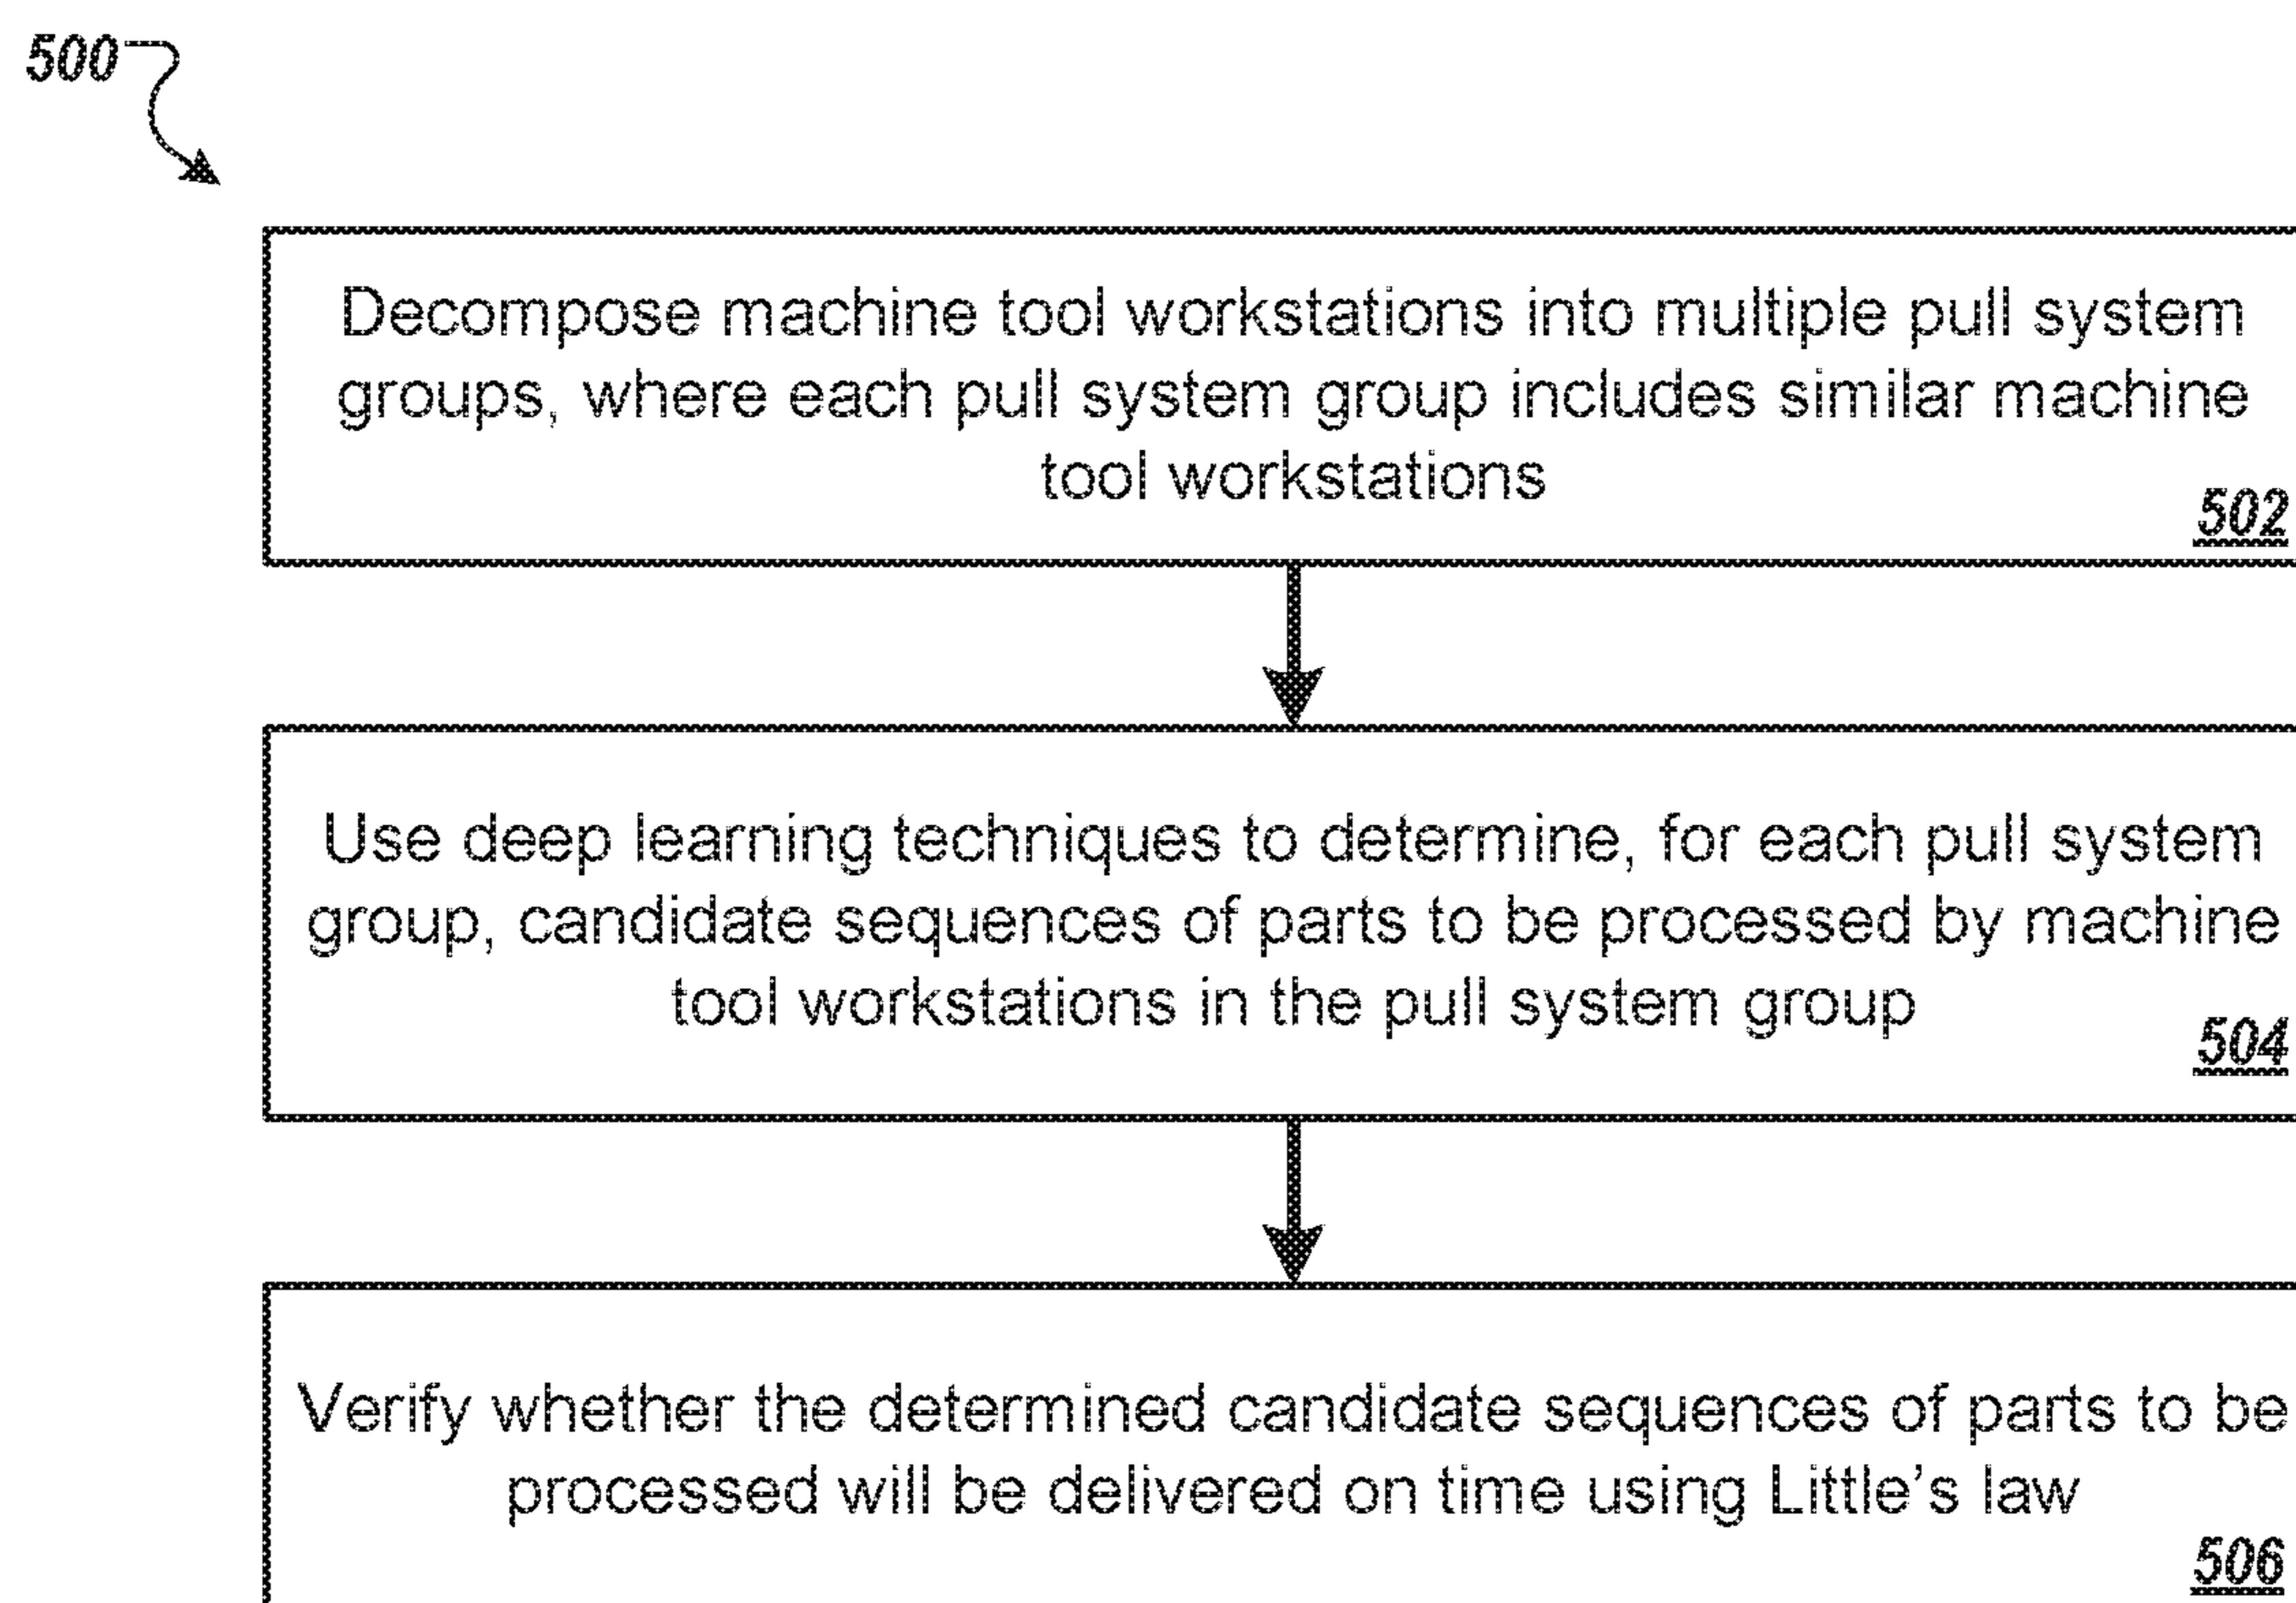 500
Decompose machine tool workstations into multiple pull system
groups, where each pull system group includes similar machine
tool workstations
502
Use deep learning techniques to determine, for each pull system
group, candidate sequences of parts to be processed by machine
tool workstations in the pull system group
504
Verify whether the determined candidate sequences of parts to be
processed will be delivered on time using Little's law
506